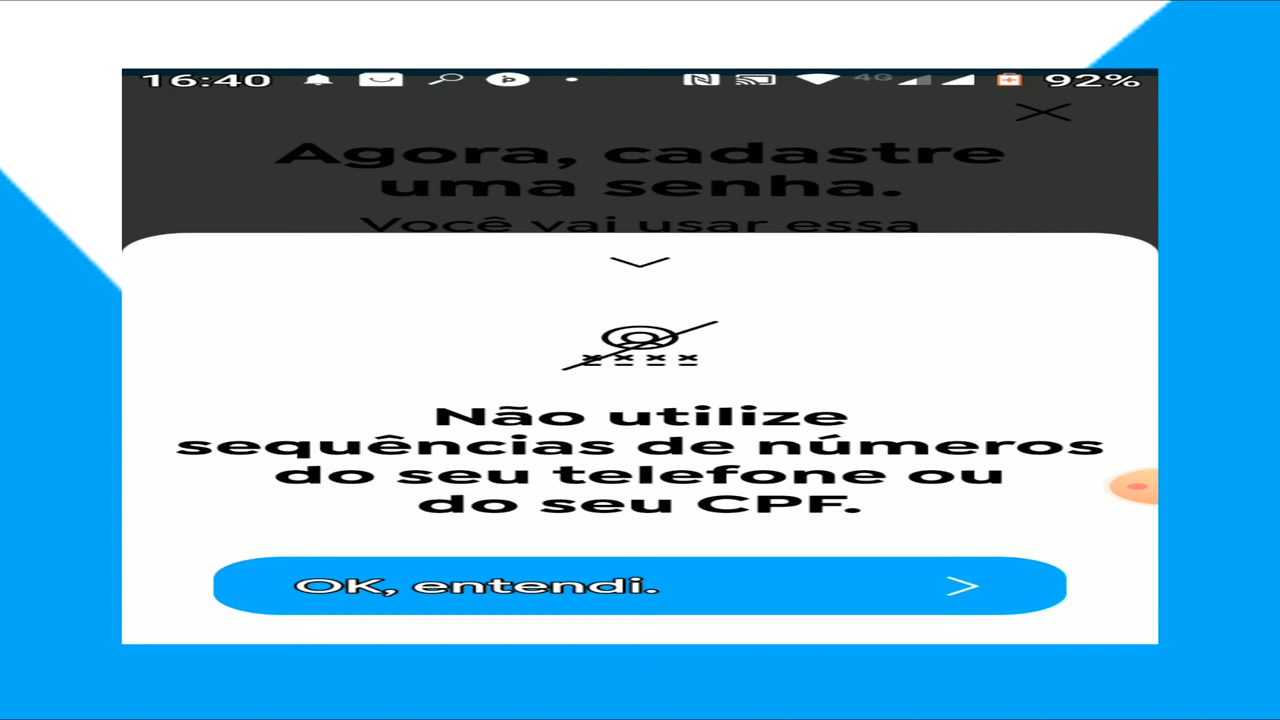 16:40 4G 92%
Agora, cadastre
uma senha.
Você vai usar essa
Não utilize
sequências de números
do seu telefone ou
do seu CPF.
OK, entendi.